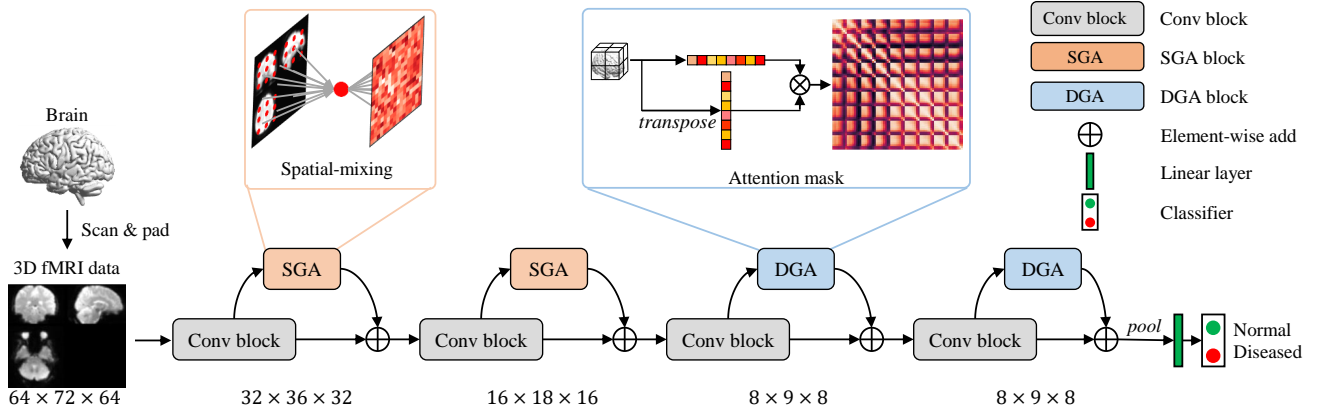 Brain
Scan & pad
3D fMRI data
64 × 72 × 64
Spatial-mixing
SGA
Conv block
32 × 36 × 32
SGA
Conv block
16 × 18 × 16
transpose
Attention mask
DGA
Conv block
8 × 9 × 8
DGA
Conv block
8 × 9 × 8
pool
Normal
Diseased
Conv block Conv block
SGA SGA block
DGA DGA block
Element-wise add
Linear layer
Classifier